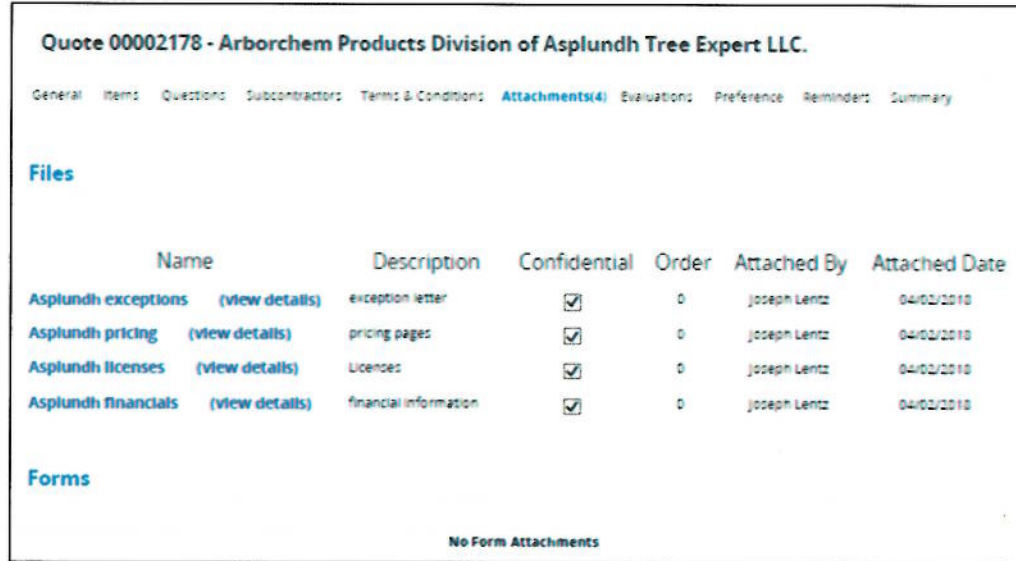 Quote 00002178 - Arborchem Products Division of Asplundh Tree Expert LLC.
General Items Questions Subcontractors Terms & Conditions Attachments(4) Evaluations Preference Reminders Summary
Files
Name Description Confidential Order Attached By Attached Date
Asplundh exceptions (view details) exception letter 0 Joseph Lentz 04/02/2018
Asplundh pricing (view details) pricing pages 0 Joseph Lentz 04/02/2018
Asplundh licenses (view details) Licenses 0 Joseph Lentz 04/02/2018
Asplundh financials (view details) financial information 0 Joseph Lentz 04/02/2018
Forms
No Form Attachments